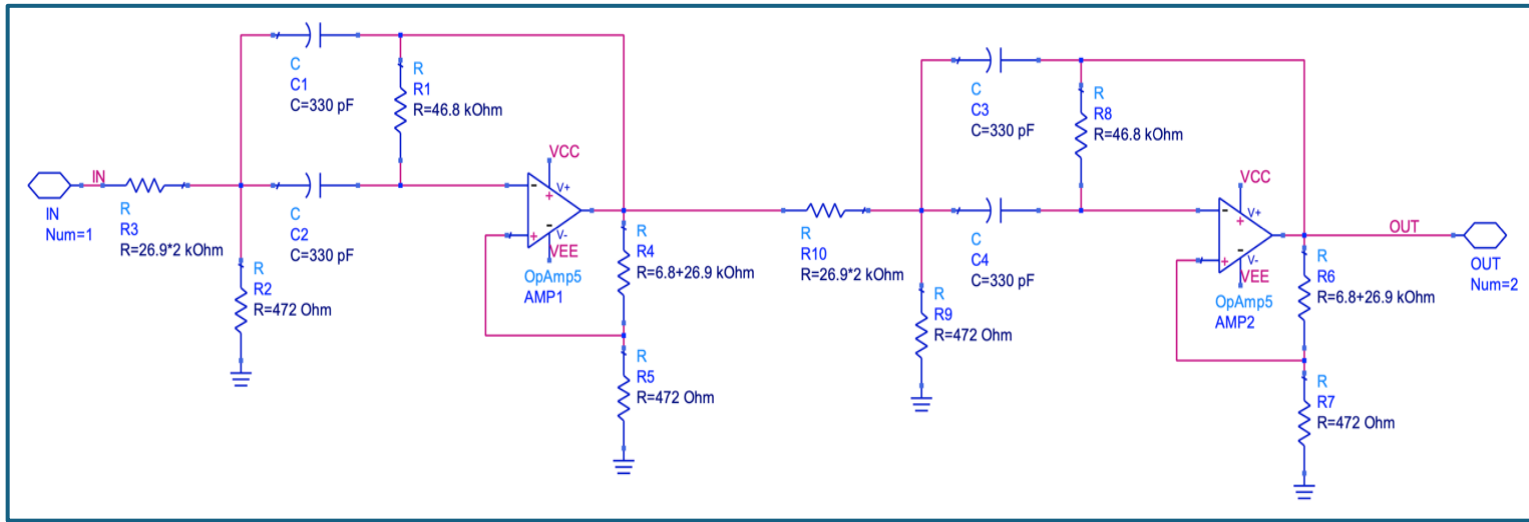 C
C1
C=330 pF
R
R1
R=46.8 kOhm
IN
IN
Num=1
R
R3
R=26.9*2 kOhm
C
C2
C=330 pF
R
R2
R=472 Ohm
VCC
-
+
V+
+
-
V-
VEE
OpAmp5
AMP1
R
R4
R=6.8+26.9 kOhm
R
R5
R=472 Ohm
C
C3
C=330 pF
R
R8
R=46.8 kOhm
R
R10
R=26.9*2 kOhm
C
C4
C=330 pF
R
R9
R=472 Ohm
VCC
-
+
V+
+
-
V-
VEE
OpAmp5
AMP2
R
R6
R=6.8+26.9 kOhm
R
R7
R=472 Ohm
OUT
OUT
Num=2